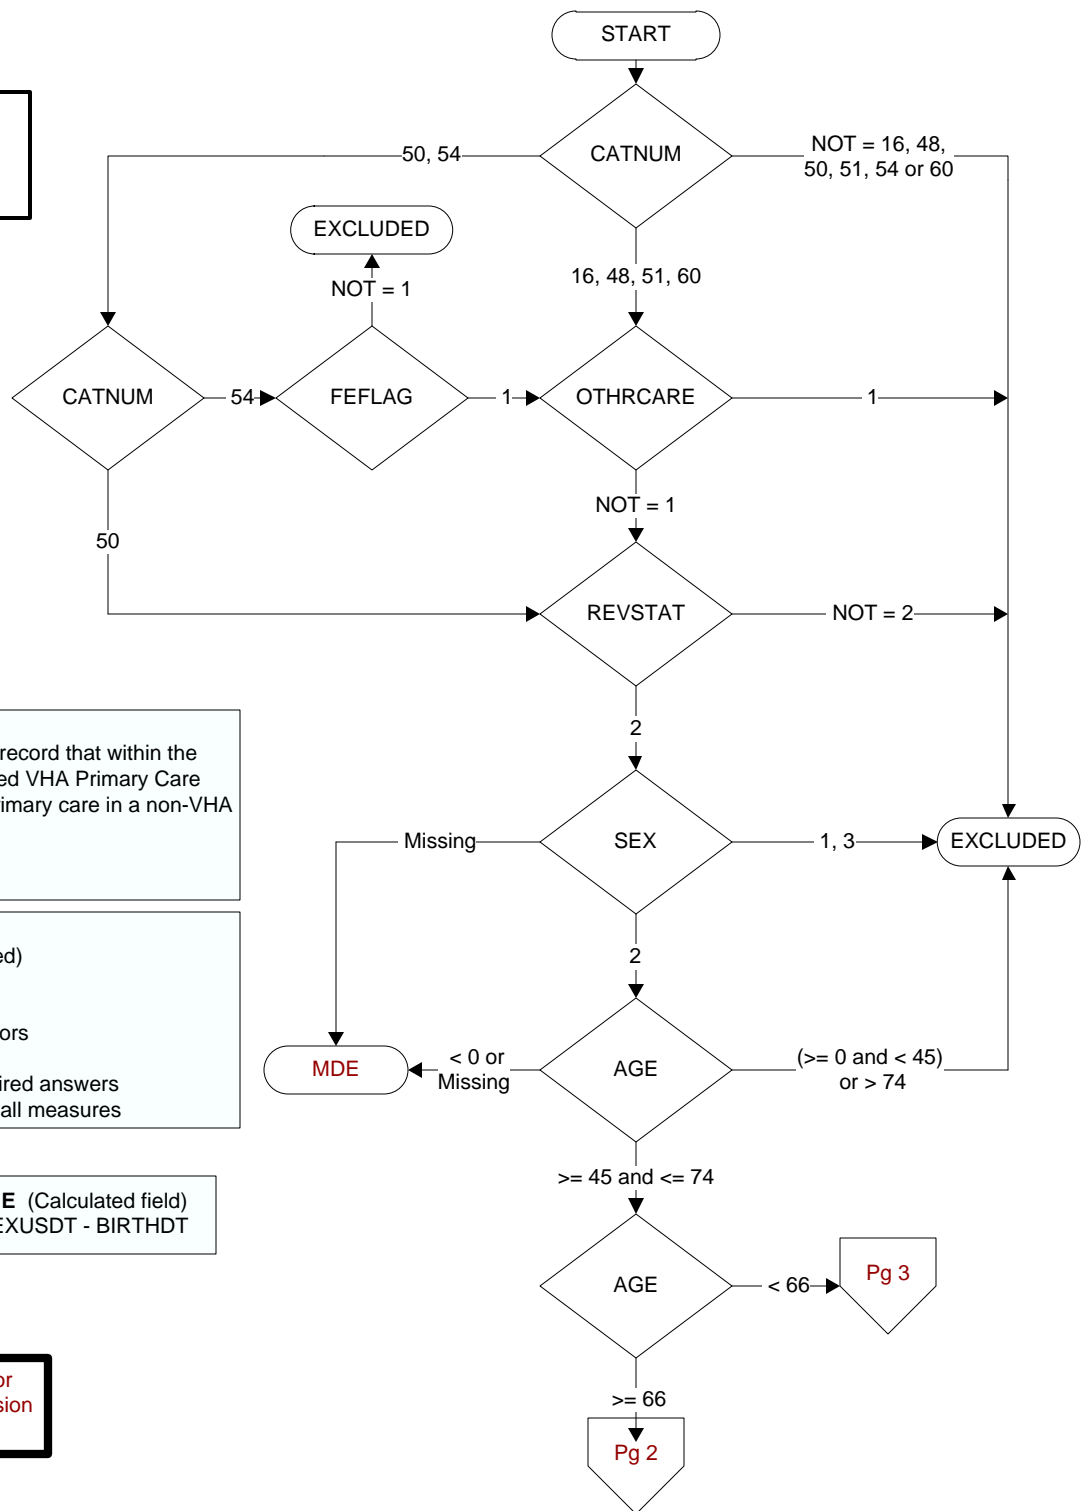 START
CATNUM
50, 54
NOT = 16, 48,
50, 51, 54 or 60
EXCLUDED
NOT = 1
16, 48, 51, 60
CATNUM
54
FEFLAG
1
OTHRCARE
1
NOT = 1
50
REVSTAT
NOT = 2
2
record that within the
ed VHA Primary Care
rimary care in a non-VHA
Missing
SEX
1, 3
EXCLUDED
2
ed)
ors
ired answers
all measures
MDE
< 0 or
Missing
AGE
(>= 0 and < 45)
or > 74
>= 45 and <= 74
E (Calculated field)
EXUSDT - BIRTHDT
AGE
< 66
Pg 3
or
sion
>= 66
Pg 2